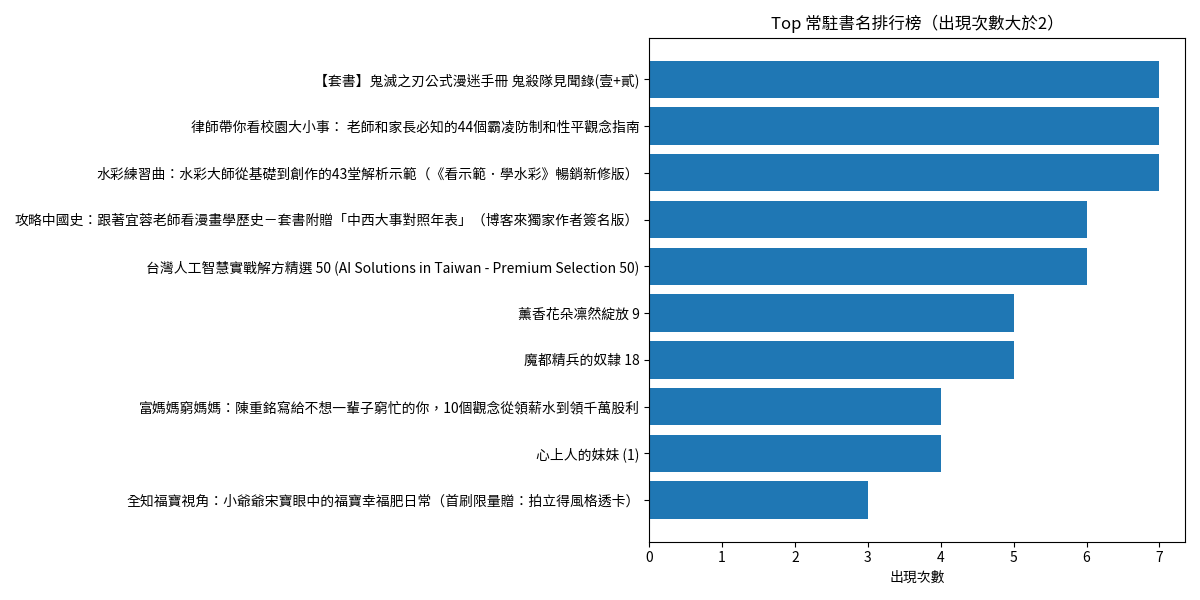 Top 常駐書名排行榜（出現次數大於2）
【套書】鬼滅之刃公式漫迷手冊 鬼殺隊見聞錄(壹+貳)
律師帶你看校園大小事： 老師和家長必知的44個霸凌防制和性平觀念指南
水彩練習曲：水彩大師從基礎到創作的43堂解析示範（《看示範．學水彩》暢銷新修版）
攻略中國史：跟著宜蓉老師看漫畫學歷史－套書附贈「中西大事對照年表」（博客來獨家作者簽名版）
台灣人工智慧實戰解方精選 50 (AI Solutions in Taiwan - Premium Selection 50)
薰香花朵凛然綻放 9
魔都精兵的奴隸 18
富媽媽窮媽媽：陳重銘寫給不想一輩子窮忙的你，10個觀念從領薪水到領千萬股利
心上人的妹妹 (1)
全知福寶視角：小爺爺宋寶眼中的福寶幸福肥日常（首刷限量贈：拍立得風格透卡）
0 1 2 3 4 5 6 7
出現次數